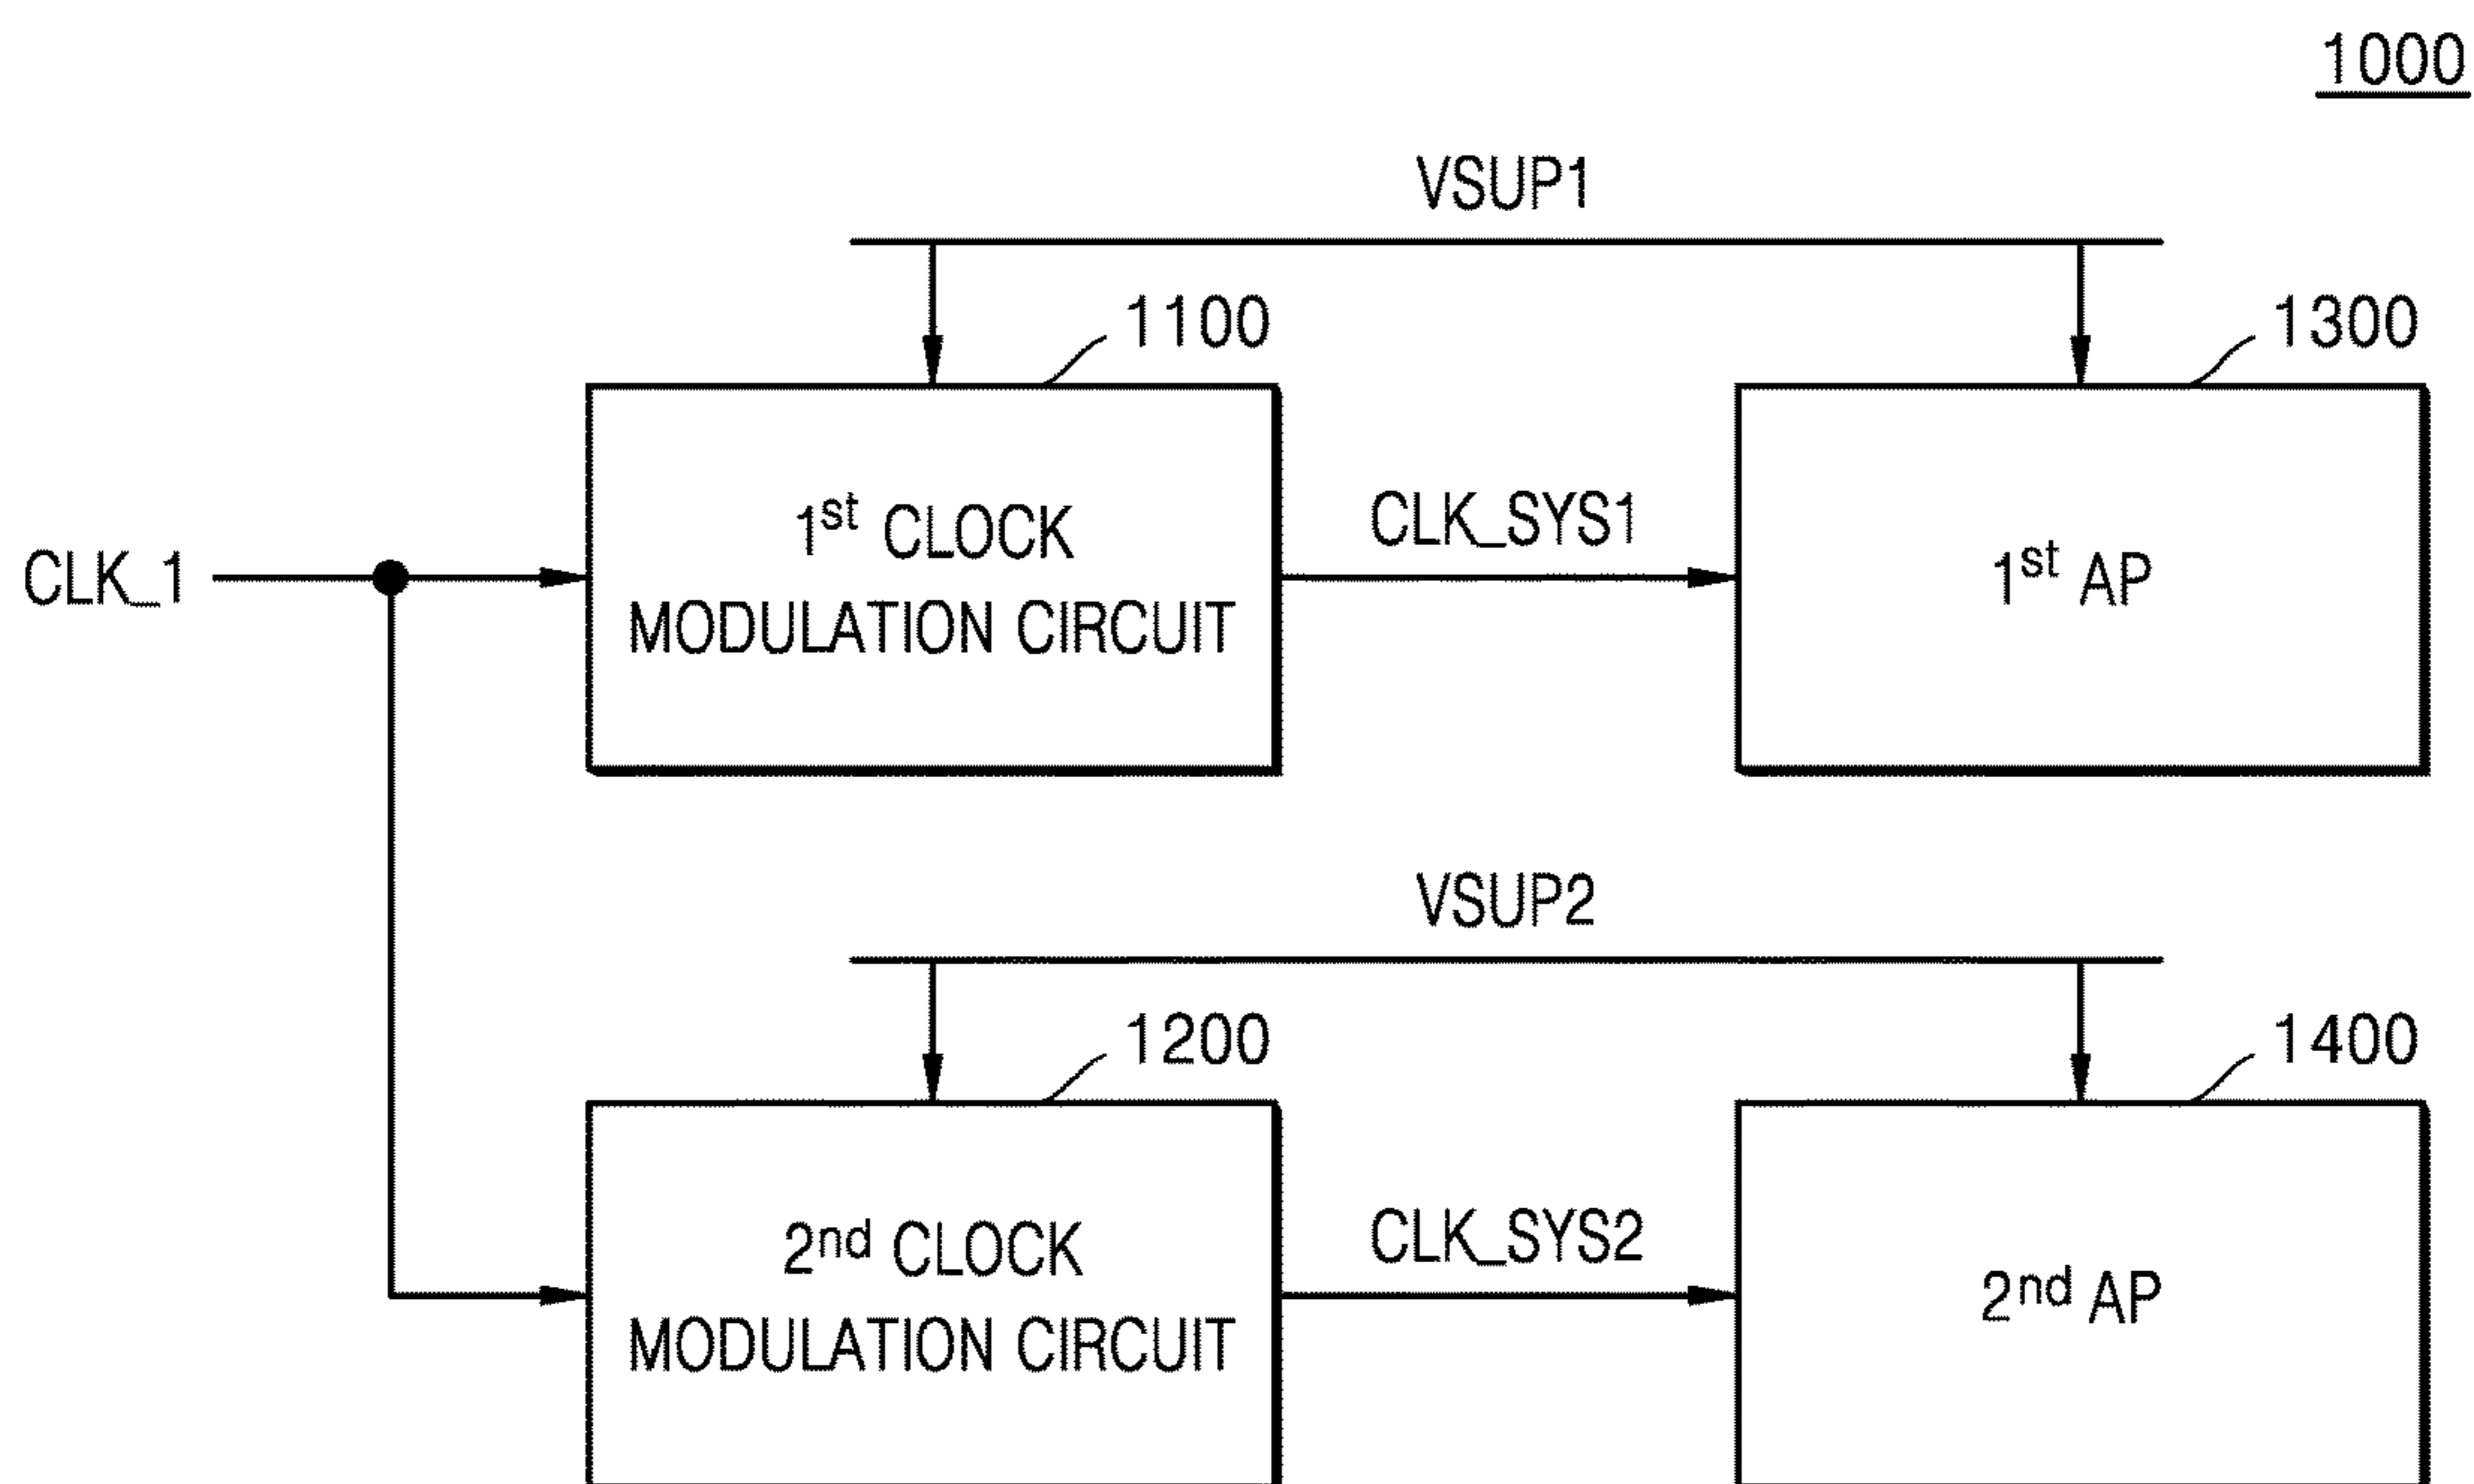 1000
VSUP1
1100
1300
1st CLOCK
MODULATION CIRCUIT
CLK_SYS1
1st AP
CLK_1
VSUP2
1200
1400
2nd CLOCK
MODULATION CIRCUIT
CLK_SYS2
2nd AP